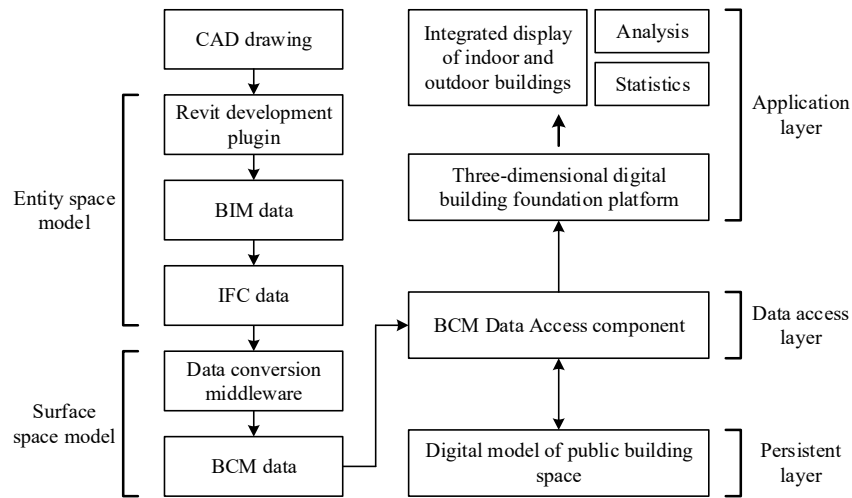 CAD drawing
Revit development
plugin
Entity space
model
BIM data
IFC data
Data conversion
middleware
Surface
space model
BCM data
Integrated display
of indoor and
outdoor buildings
Analysis
Statistics
Application
layer
Three-dimensional digital
building foundation platform
BCM Data Access component
Data access
layer
Digital model of public building
space
Persistent
layer